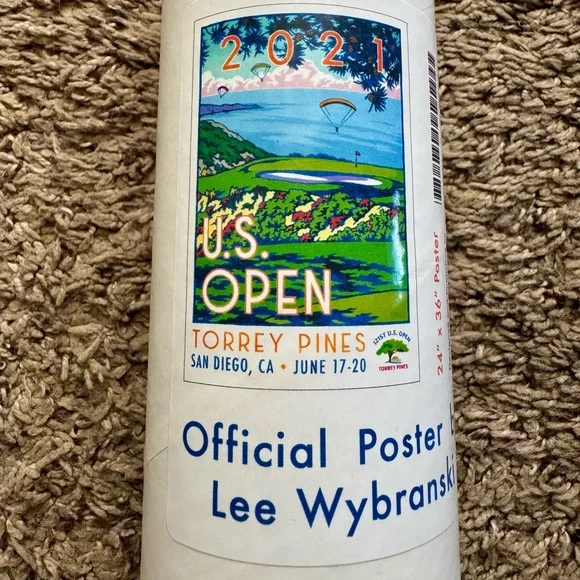 2021
U.S.
OPEN
TORREY PINES
SAN DIEGO, CA • JUNE 17-20
121ST U.S. OPEN
TORREY PINES
24" x 36" Poster
Official Poster
Lee Wybranski